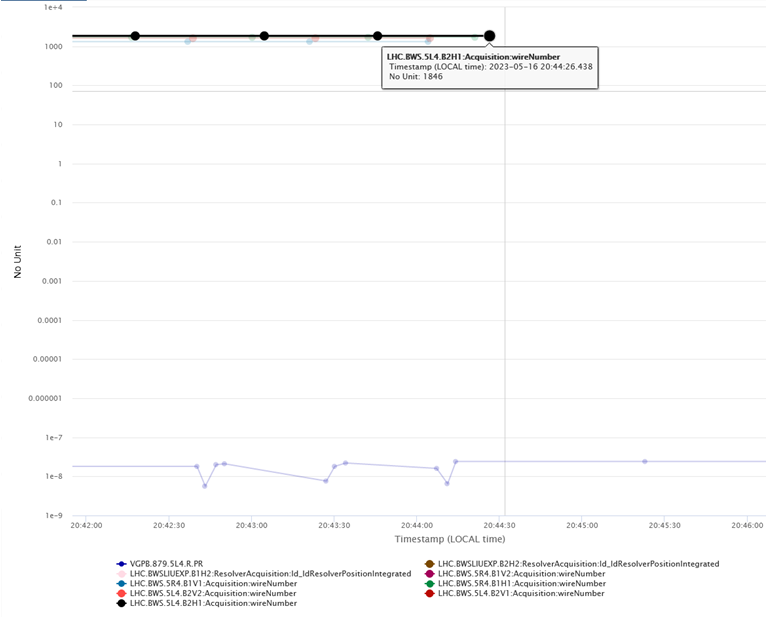 1e+4
1000
LHC.BWS.5L4.B2H1:Acquisition:wireNumber
Timestamp (LOCAL time): 2023-05-16 20:44:26.438
No Unit: 1846
100
10
1
0.1
0.01
No Unit
0.001
0.0001
0.00001
0.000001
1e-7
1e-8
1e-9
20:42:00 20:42:30 20:43:00 20:43:30 20:44:00 20:44:30 20:45:00 20:45:30 20:46:00
Timestamp (LOCAL time)
VGPB.879.5L4.R.PR LHC.BWSLIUEXP.B2H2:ResolverAcquisition:Id_IdResolverPositionIntegrated
LHC.BWSLIUEXP.B1H2:ResolverAcquisition:Id_IdResolverPositionIntegrated LHC.BWS.5R4.B1V2:Acquisition:wireNumber
LHC.BWS.5R4.B1V1:Acquisition:wireNumber LHC.BWS.5R4.B1H1:Acquisition:wireNumber
LHC.BWS.5L4.B2V2:Acquisition:wireNumber LHC.BWS.5L4.B2V1:Acquisition:wireNumber
LHC.BWS.5L4.B2H1:Acquisition:wireNumber